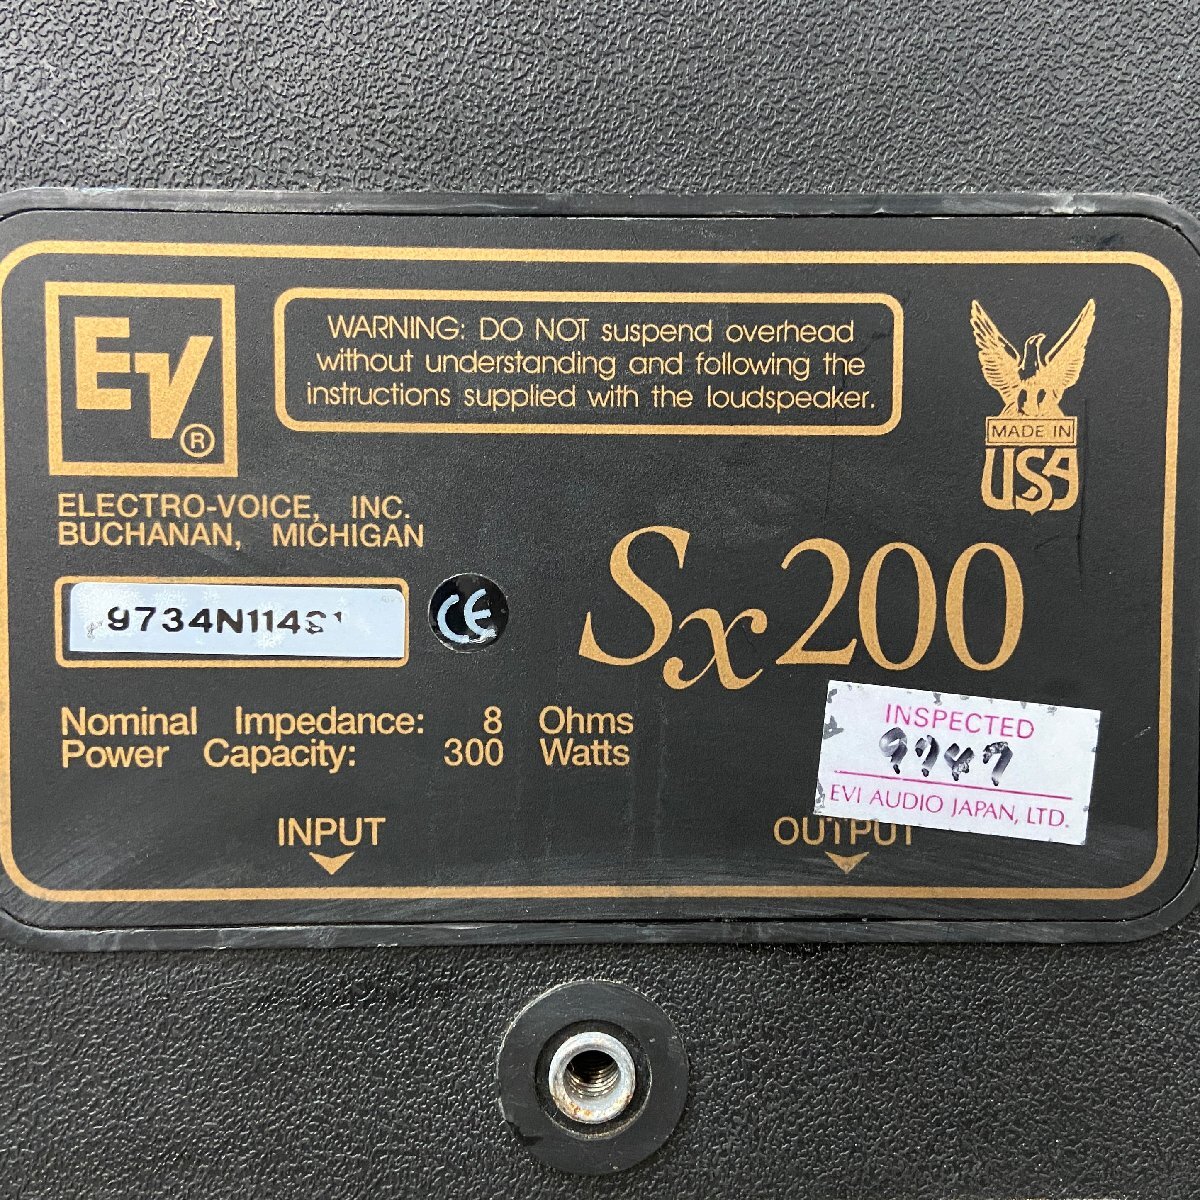 EV®
WARNING: DO NOT suspend overhead
without understanding and following the
instructions supplied with the loudspeaker.
MADE IN
USA
ELECTRO-VOICE, INC.
BUCHANAN, MICHIGAN
CE
Sx200
Nominal Impedance: 8 Ohms
Power Capacity: 300 Watts
INSPECTED
9747
EVI AUDIO JAPAN, LTD.
INPUT
OUTPUT